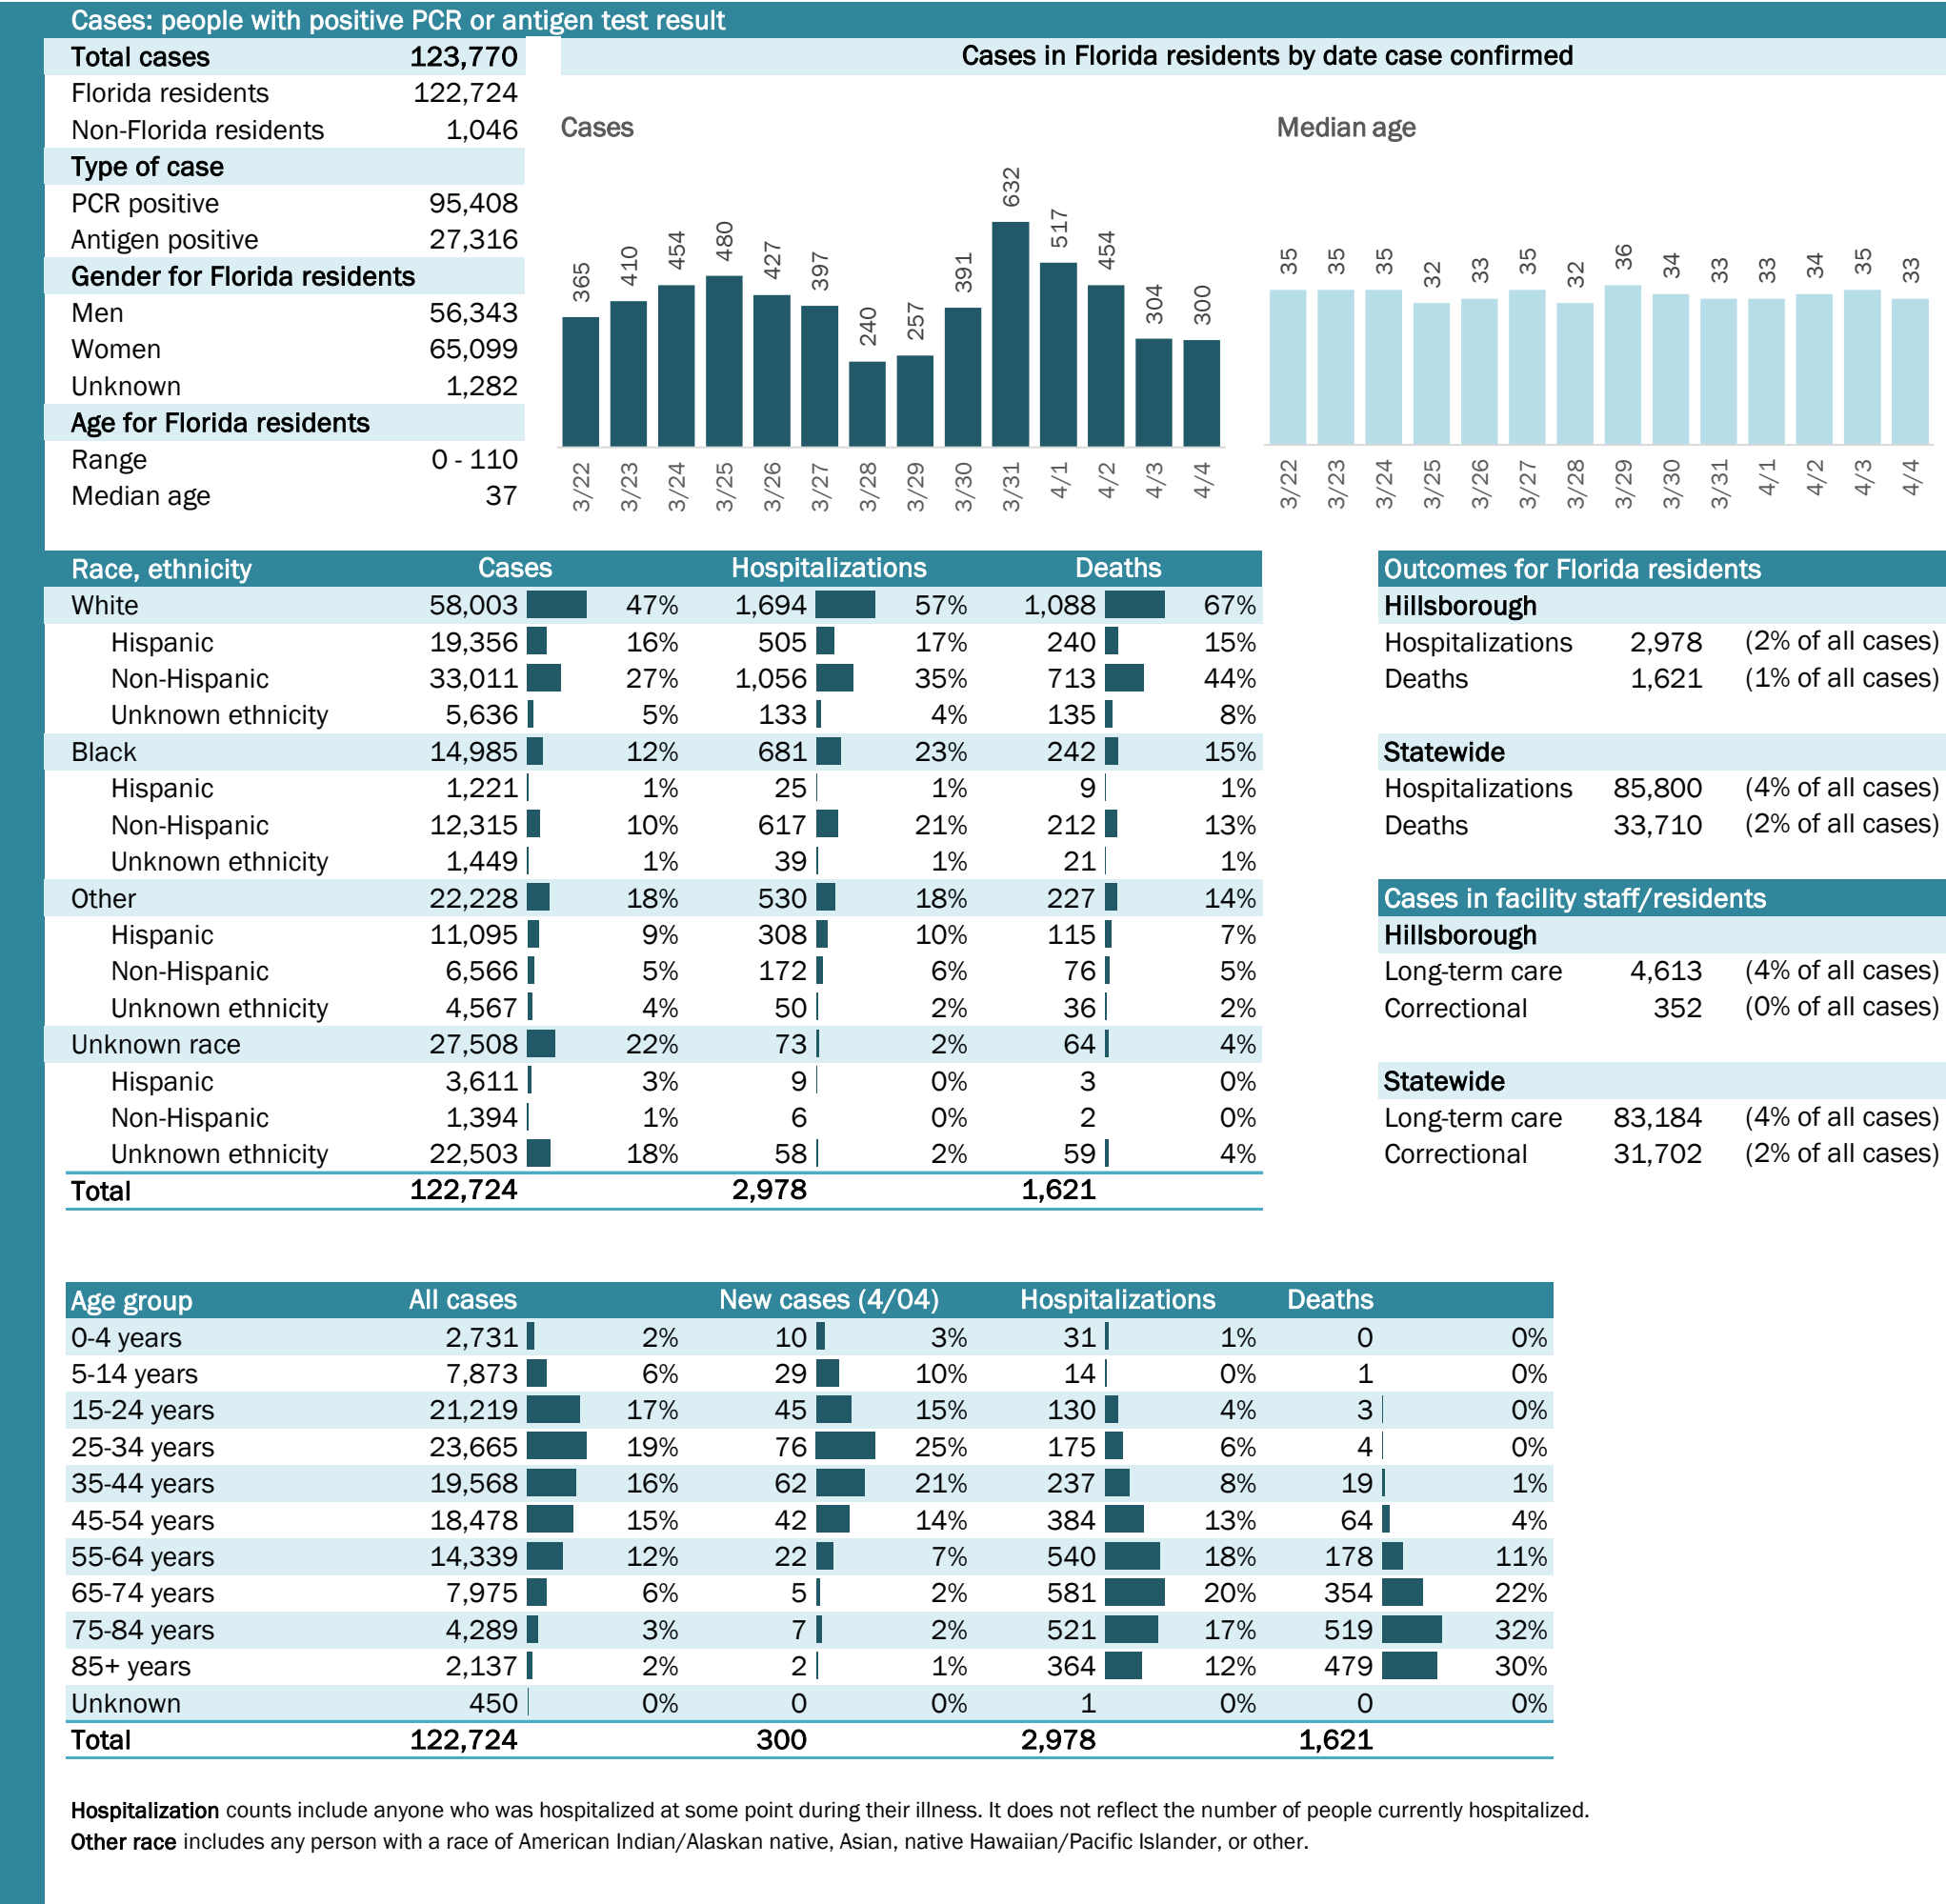 Cases: people with positive PCR or antigen test result
Total cases 123,770
Florida residents 122,724
Non-Florida residents 1,046
Type of case
PCR positive 95,408
Antigen positive 27,316
Gender for Florida residents
Men 56,343
Women 65,099
Unknown 1,282
Age for Florida residents
Range 0 - 110
Median age 37
Cases in Florida residents by date case confirmed
Cases
365 410 454 480 427 397 240 257 391 632 517 454 304 300
3/22 3/23 3/24 3/25 3/26 3/27 3/28 3/29 3/30 3/31 4/1 4/2 4/3 4/4
Median age
35 35 35 32 33 35 32 36 34 33 33 34 35 33
3/22 3/23 3/24 3/25 3/26 3/27 3/28 3/29 3/30 3/31 4/1 4/2 4/3 4/4
Race, ethnicity Cases Hospitalizations Deaths
White 58,003 47% 1,694 57% 1,088 67%
Hispanic 19,356 16% 505 17% 240 15%
Non-Hispanic 33,011 27% 1,056 35% 713 44%
Unknown ethnicity 5,636 5% 133 4% 135 8%
Black 14,985 12% 681 23% 242 15%
Hispanic 1,221 1% 25 1% 9 1%
Non-Hispanic 12,315 10% 617 21% 212 13%
Unknown ethnicity 1,449 1% 39 1% 21 1%
Other 22,228 18% 530 18% 227 14%
Hispanic 11,095 9% 308 10% 115 7%
Non-Hispanic 6,566 5% 172 6% 76 5%
Unknown ethnicity 4,567 4% 50 2% 36 2%
Unknown race 27,508 22% 73 2% 64 4%
Hispanic 3,611 3% 9 0% 3 0%
Non-Hispanic 1,394 1% 6 0% 2 0%
Unknown ethnicity 22,503 18% 58 2% 59 4%
Total 122,724 2,978 1,621
Outcomes for Florida residents
Hillsborough
Hospitalizations 2,978 (2% of all cases)
Deaths 1,621 (1% of all cases)
Statewide
Hospitalizations 85,800 (4% of all cases)
Deaths 33,710 (2% of all cases)
Cases in facility staff/residents
Hillsborough
Long-term care 4,613 (4% of all cases)
Correctional 352 (0% of all cases)
Statewide
Long-term care 83,184 (4% of all cases)
Correctional 31,702 (2% of all cases)
Age group All cases New cases (4/04) Hospitalizations Deaths
0-4 years 2,731 2% 10 3% 31 1% 0 0%
5-14 years 7,873 6% 29 10% 14 0% 1 0%
15-24 years 21,219 17% 45 15% 130 4% 3 0%
25-34 years 23,665 19% 76 25% 175 6% 4 0%
35-44 years 19,568 16% 62 21% 237 8% 19 1%
45-54 years 18,478 15% 42 14% 384 13% 64 4%
55-64 years 14,339 12% 22 7% 540 18% 178 11%
65-74 years 7,975 6% 5 2% 581 20% 354 22%
75-84 years 4,289 3% 7 2% 521 17% 519 32%
85+ years 2,137 2% 2 1% 364 12% 479 30%
Unknown 450 0% 0 0% 1 0% 0 0%
Total 122,724 300 2,978 1,621
Hospitalization counts include anyone who was hospitalized at some point during their illness. It does not reflect the number of people currently hospitalized.
Other race includes any person with a race of American Indian/Alaskan native, Asian, native Hawaiian/Pacific Islander, or other.